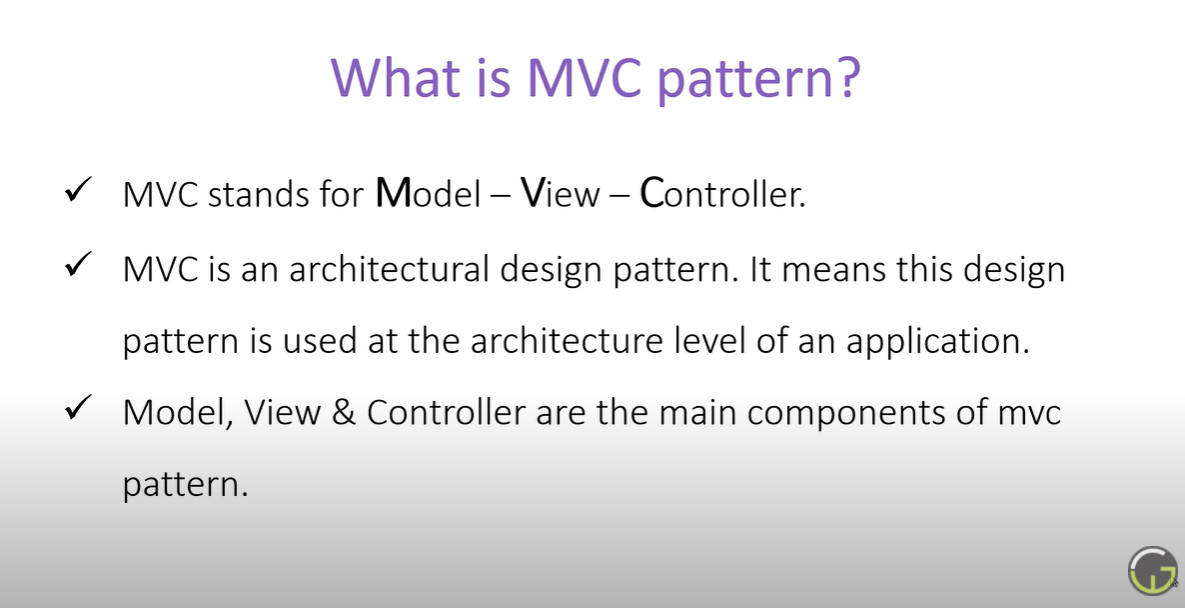 What is MVC pattern?
✓ MVC stands for Model – View – Controller.
✓ MVC is an architectural design pattern. It means this design
pattern is used at the architecture level of an application.
✓ Model, View & Controller are the main components of mvc
pattern.